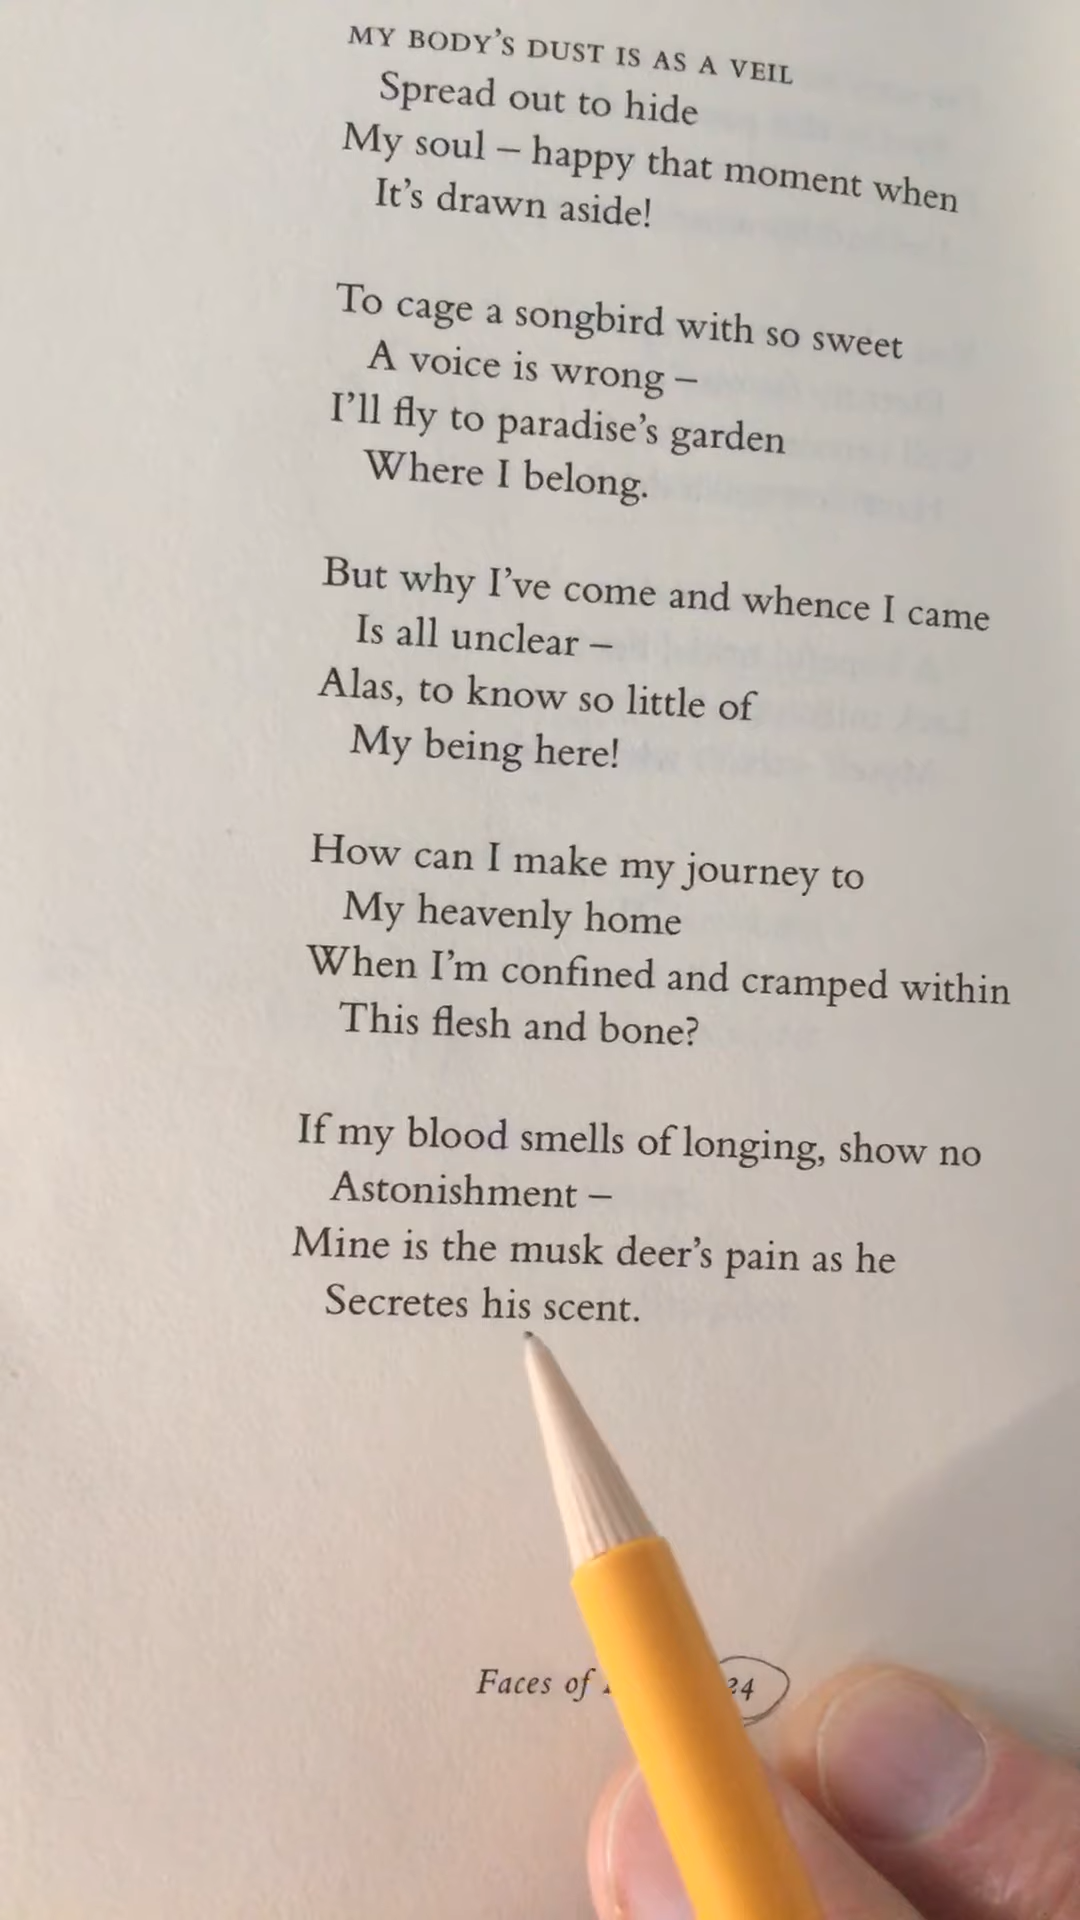 MY BODY'S DUST IS AS A VEIL
Spread out to hide
My soul – happy that moment when
It's drawn aside!
To cage a songbird with so sweet
A voice is wrong –
I'll fly to paradise's garden
Where I belong.
But why I've come and whence I came
Is all unclear –
Alas, to know so little of
My being here!
How can I make my journey to
My heavenly home
When I'm confined and cramped within
This flesh and bone?
If my blood smells of longing, show no
Astonishment –
Mine is the musk deer's pain as he
Secretes his scent.
Faces of